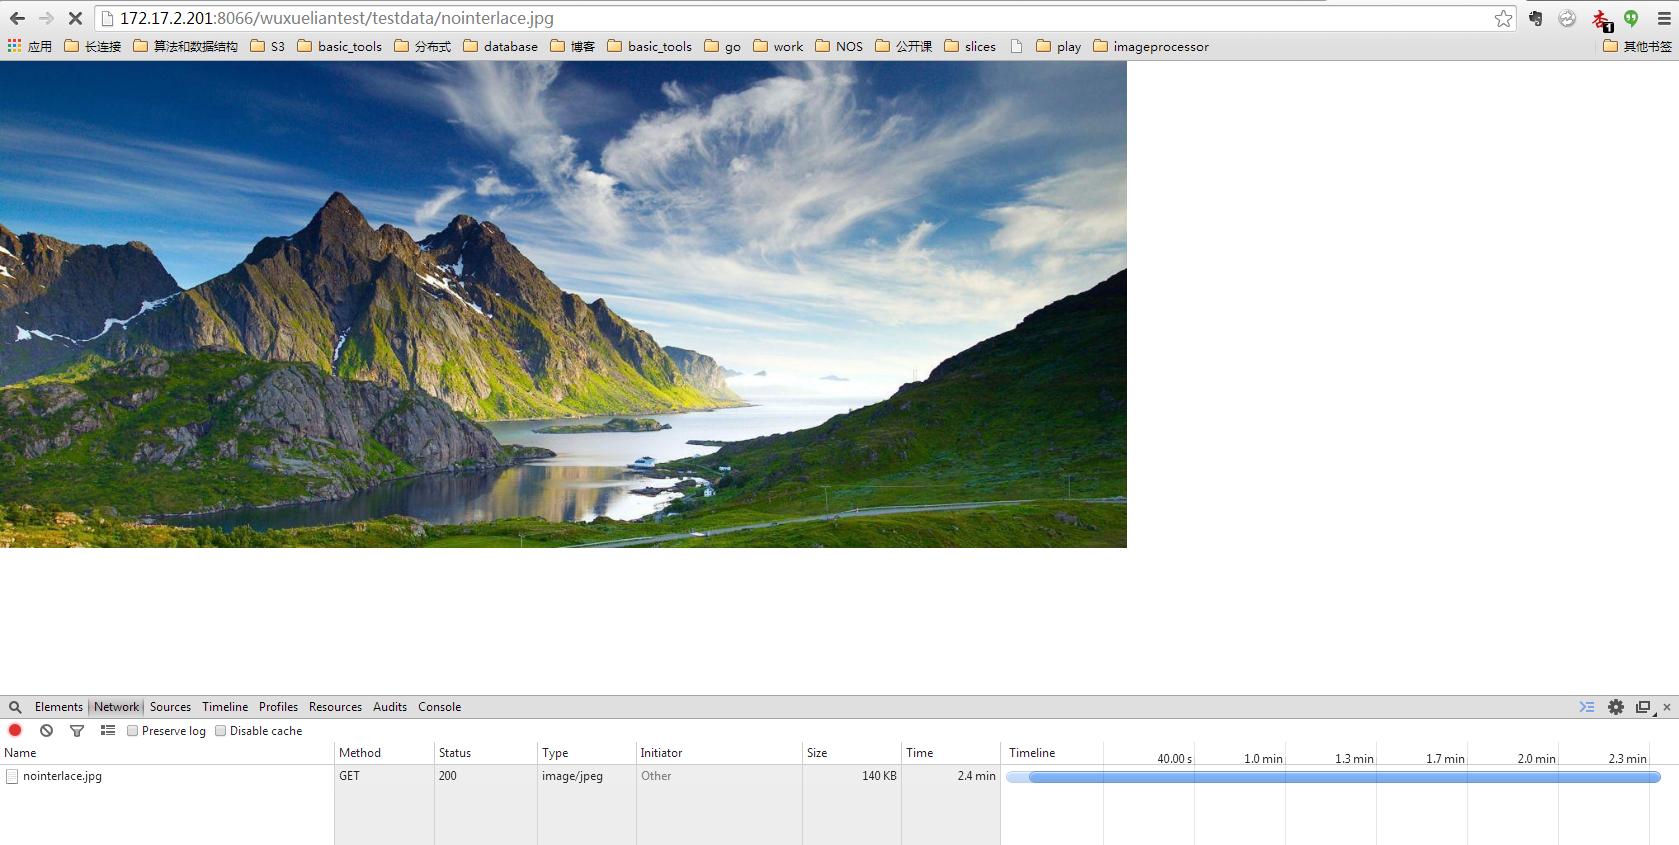 172.17.2.201:8066/wuxueliantest/testdata/nointerlace.jpg
应用 长连接 算法和数据结构 S3 basic_tools 分布式 database 博客 basic_tools go work NOS 公开课 slices play imageprocessor 其他书签
Elements Network Sources Timeline Profiles Resources Audits Console
Preserve log Disable cache
Name Method Status Type Initiator Size Time Timeline 40.00 s 1.0 min 1.3 min 1.7 min 2.0 min 2.3 min
nointerlace.jpg GET 200 image/jpeg Other 140 KB 2.4 min